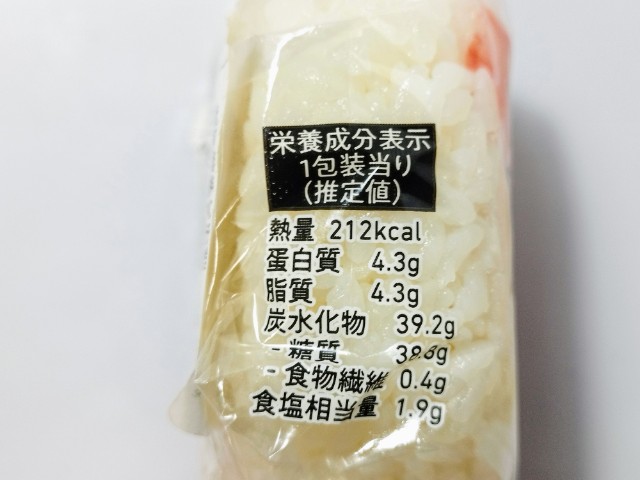 栄養成分表示
1包装当り
(推定値)
熱量 212kcal
蛋白質 4.3g
脂質 4.3g
炭水化物 39.2g
- 糖質 38.8g
- 食物繊維 0.4g
食塩相当量 1.9g